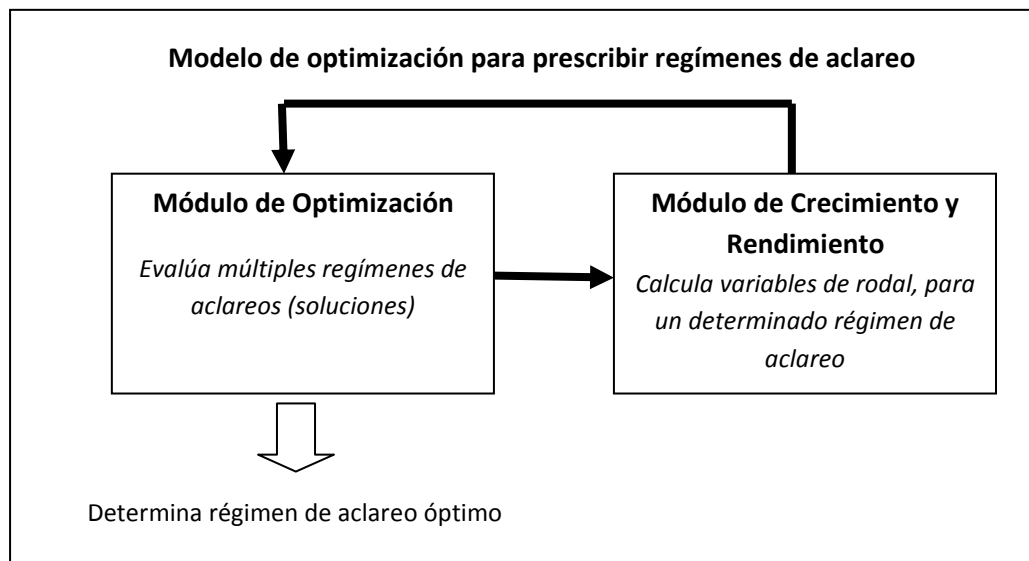 Modelo de optimización para prescribir regímenes de aclareo
Módulo de Optimización
Evalúa múltiples regímenes de
aclareos (soluciones)
Módulo de Crecimiento y
Rendimiento
Calcula variables de rodal, para
un determinado régimen de
aclareo
Determina régimen de aclareo óptimo